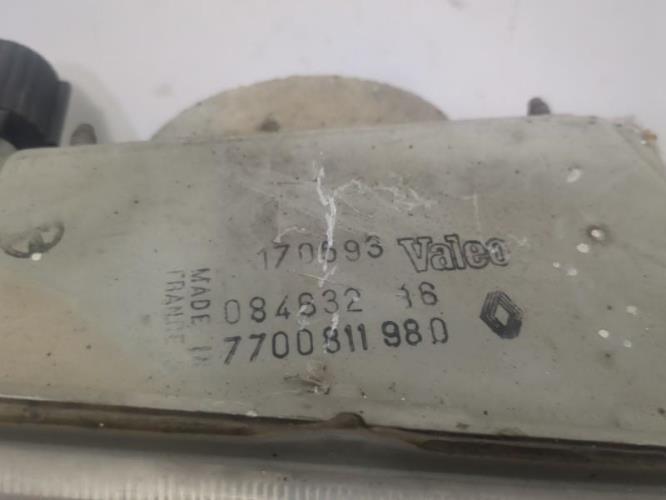 170693 Valeo
MADE IN
FRANCE
084632 16
7700811980